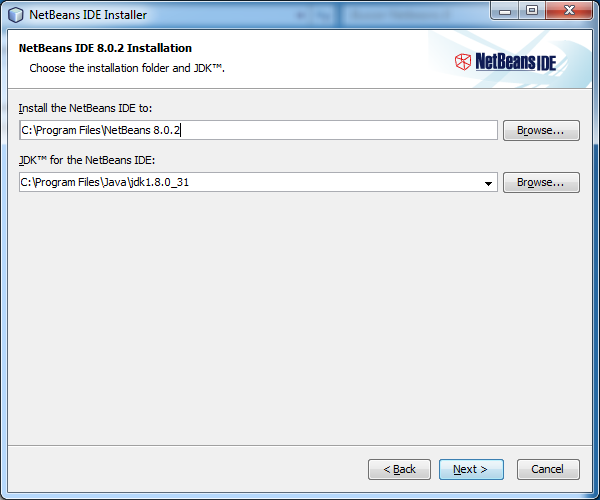 NetBeans IDE Installer
NetBeans IDE 8.0.2 Installation
Choose the installation folder and JDK™.
NetBeans IDE
Install the NetBeans IDE to:
C:\Program Files\NetBeans 8.0.2
Browse...
JDK™ for the NetBeans IDE:
C:\Program Files\Java\jdk1.8.0_31
Browse...
< Back
Next >
Cancel